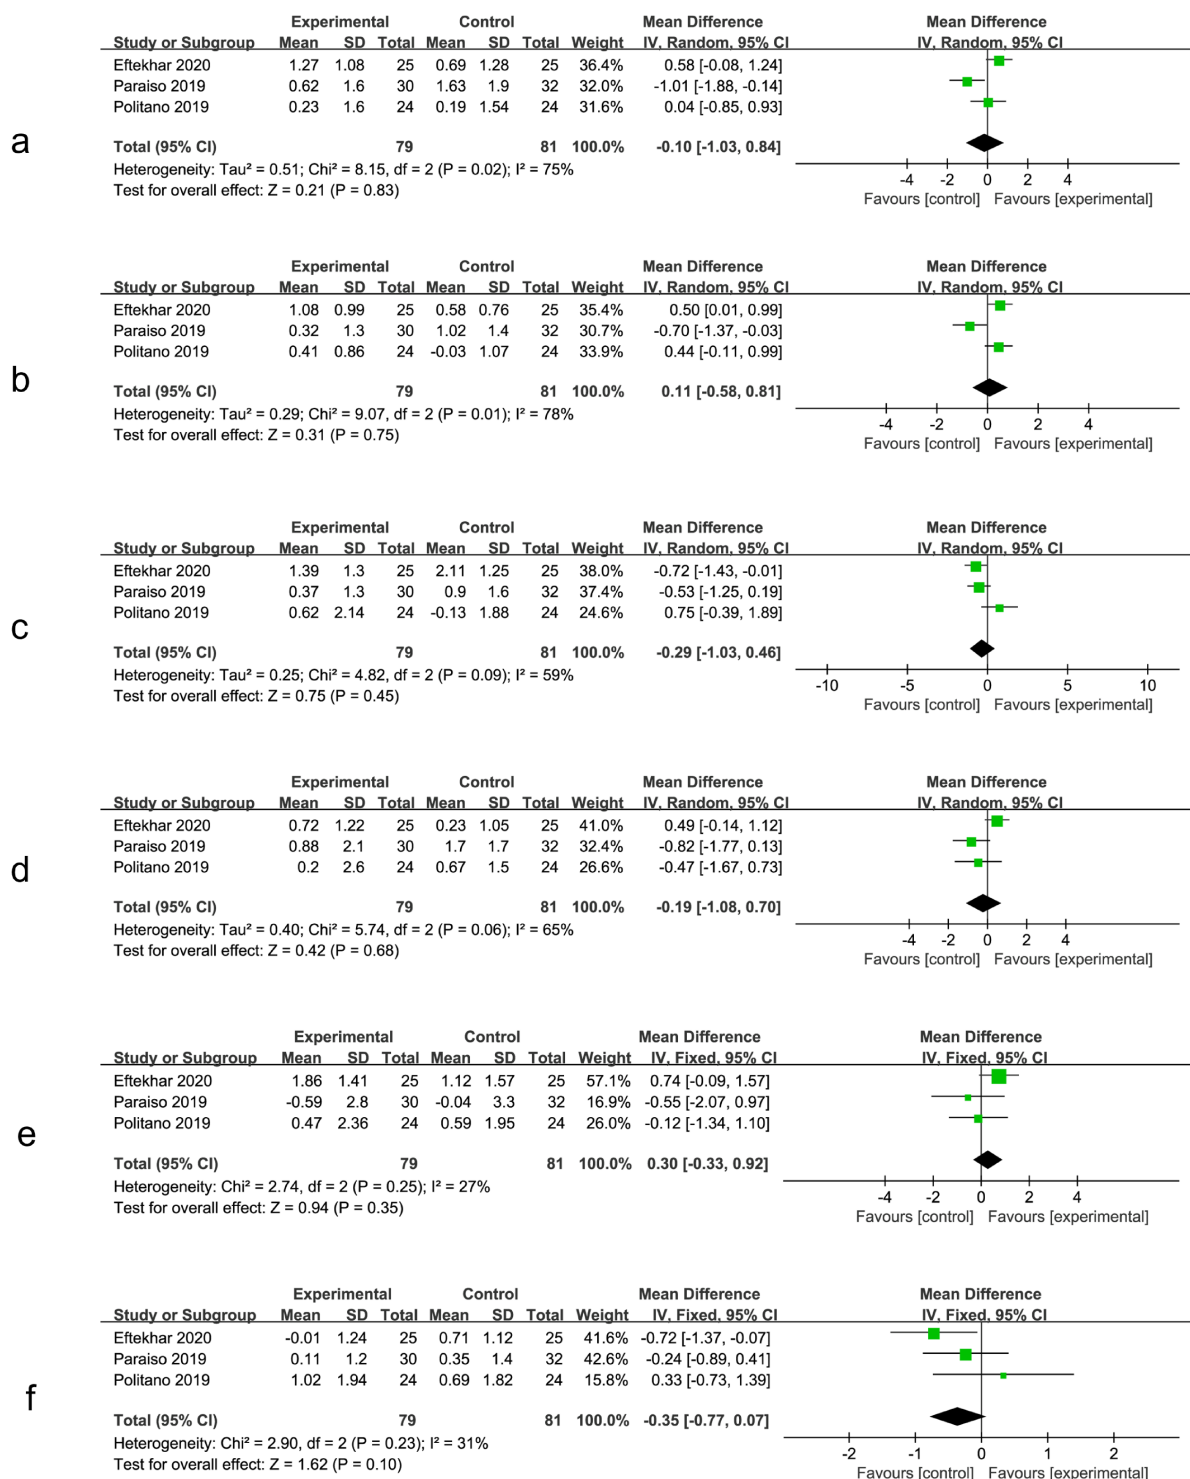 Experimental Control Mean Difference Mean Difference
Study or Subgroup Mean SD Total Mean SD Total Weight IV, Random, 95% CI IV, Random, 95% CI
Eftekhar 2020 1.27 1.08 25 0.69 1.28 25 36.4% 0.58 [-0.08, 1.24]
Paraiso 2019 0.62 1.6 30 1.63 1.9 32 32.0% -1.01 [-1.88, -0.14]
Politano 2019 0.23 1.6 24 0.19 1.54 24 31.6% 0.04 [-0.85, 0.93]
a
Total (95% CI) 79 81 100.0% -0.10 [-1.03, 0.84]
Heterogeneity: Tau² = 0.51; Chi² = 8.15, df = 2 (P = 0.02); I² = 75%
Test for overall effect: Z = 0.21 (P = 0.83)
-4 -2 0 2 4
Favours [control] Favours [experimental]
Experimental Control Mean Difference Mean Difference
Study or Subgroup Mean SD Total Mean SD Total Weight IV, Random, 95% CI IV, Random, 95% CI
Eftekhar 2020 1.08 0.99 25 0.58 0.76 25 35.4% 0.50 [0.01, 0.99]
Paraiso 2019 0.32 1.3 30 1.02 1.4 32 30.7% -0.70 [-1.37, -0.03]
Politano 2019 0.41 0.86 24 -0.03 1.07 24 33.9% 0.44 [-0.11, 0.99]
b
Total (95% CI) 79 81 100.0% 0.11 [-0.58, 0.81]
Heterogeneity: Tau² = 0.29; Chi² = 9.07, df = 2 (P = 0.01); I² = 78%
Test for overall effect: Z = 0.31 (P = 0.75)
-4 -2 0 2 4
Favours [control] Favours [experimental]
Experimental Control Mean Difference Mean Difference
Study or Subgroup Mean SD Total Mean SD Total Weight IV, Random, 95% CI IV, Random, 95% CI
Eftekhar 2020 1.39 1.3 25 2.11 1.25 25 38.0% -0.72 [-1.43, -0.01]
Paraiso 2019 0.37 1.3 30 0.9 1.6 32 37.4% -0.53 [-1.25, 0.19]
Politano 2019 0.62 2.14 24 -0.13 1.88 24 24.6% 0.75 [-0.39, 1.89]
c
Total (95% CI) 79 81 100.0% -0.29 [-1.03, 0.46]
Heterogeneity: Tau² = 0.25; Chi² = 4.82, df = 2 (P = 0.09); I² = 59%
Test for overall effect: Z = 0.75 (P = 0.45)
-10 -5 0 5 10
Favours [control] Favours [experimental]
Experimental Control Mean Difference Mean Difference
Study or Subgroup Mean SD Total Mean SD Total Weight IV, Random, 95% CI IV, Random, 95% CI
Eftekhar 2020 0.72 1.22 25 0.23 1.05 25 41.0% 0.49 [-0.14, 1.12]
Paraiso 2019 0.88 2.1 30 1.7 1.7 32 32.4% -0.82 [-1.77, 0.13]
Politano 2019 0.2 2.6 24 0.67 1.5 24 26.6% -0.47 [-1.67, 0.73]
d
Total (95% CI) 79 81 100.0% -0.19 [-1.08, 0.70]
Heterogeneity: Tau² = 0.40; Chi² = 5.74, df = 2 (P = 0.06); I² = 65%
Test for overall effect: Z = 0.42 (P = 0.68)
-4 -2 0 2 4
Favours [control] Favours [experimental]
Experimental Control Mean Difference Mean Difference
Study or Subgroup Mean SD Total Mean SD Total Weight IV, Fixed, 95% CI IV, Fixed, 95% CI
Eftekhar 2020 1.86 1.41 25 1.12 1.57 25 57.1% 0.74 [-0.09, 1.57]
Paraiso 2019 -0.59 2.8 30 -0.04 3.3 32 16.9% -0.55 [-2.07, 0.97]
Politano 2019 0.47 2.36 24 0.59 1.95 24 26.0% -0.12 [-1.34, 1.10]
e
Total (95% CI) 79 81 100.0% 0.30 [-0.33, 0.92]
Heterogeneity: Chi² = 2.74, df = 2 (P = 0.25); I² = 27%
Test for overall effect: Z = 0.94 (P = 0.35)
-4 -2 0 2 4
Favours [control] Favours [experimental]
Experimental Control Mean Difference Mean Difference
Study or Subgroup Mean SD Total Mean SD Total Weight IV, Fixed, 95% CI IV, Fixed, 95% CI
Eftekhar 2020 -0.01 1.24 25 0.71 1.12 25 41.6% -0.72 [-1.37, -0.07]
Paraiso 2019 0.11 1.2 30 0.35 1.4 32 42.6% -0.24 [-0.89, 0.41]
Politano 2019 1.02 1.94 24 0.69 1.82 24 15.8% 0.33 [-0.73, 1.39]
f
Total (95% CI) 79 81 100.0% -0.35 [-0.77, 0.07]
Heterogeneity: Chi² = 2.90, df = 2 (P = 0.23); I² = 31%
Test for overall effect: Z = 1.62 (P = 0.10)
-2 -1 0 1 2
Favours [control] Favours [experimental]